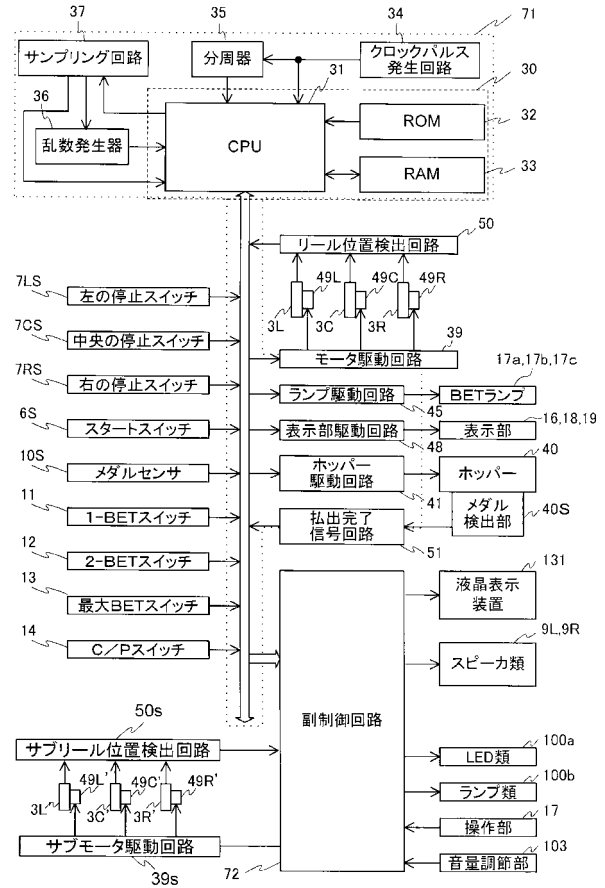 37
35
34
71
サンプリング回路
分周器
クロックパルス
発生回路
31
30
36
乱数発生器
CPU
ROM
32
RAM
33
50
リール位置検出回路
49L
49C
49R
3L
3C
3R
39
モータ駆動回路
7LS
左の停止スイッチ
7CS
中央の停止スイッチ
7RS
右の停止スイッチ
6S
スタートスイッチ
10S
メダルセンサ
11
1-BETスイッチ
12
2-BETスイッチ
13
最大BETスイッチ
14
C/Pスイッチ
17a,17b,17c
ランプ駆動回路
BETランプ
45
16,18,19
表示部駆動回路
表示部
48
40
ホッパー
駆動回路
ホッパー
41
メダル
検出部
40S
払出完了
信号回路
51
131
液晶表示
装置
9L,9R
スピーカ類
副制御回路
50s
サブリール位置検出回路
49L'
49C'
49R'
3L'
3C'
3R'
サブモータ駆動回路
39s
72
100a
LED類
100b
ランプ類
17
操作部
103
音量調節部